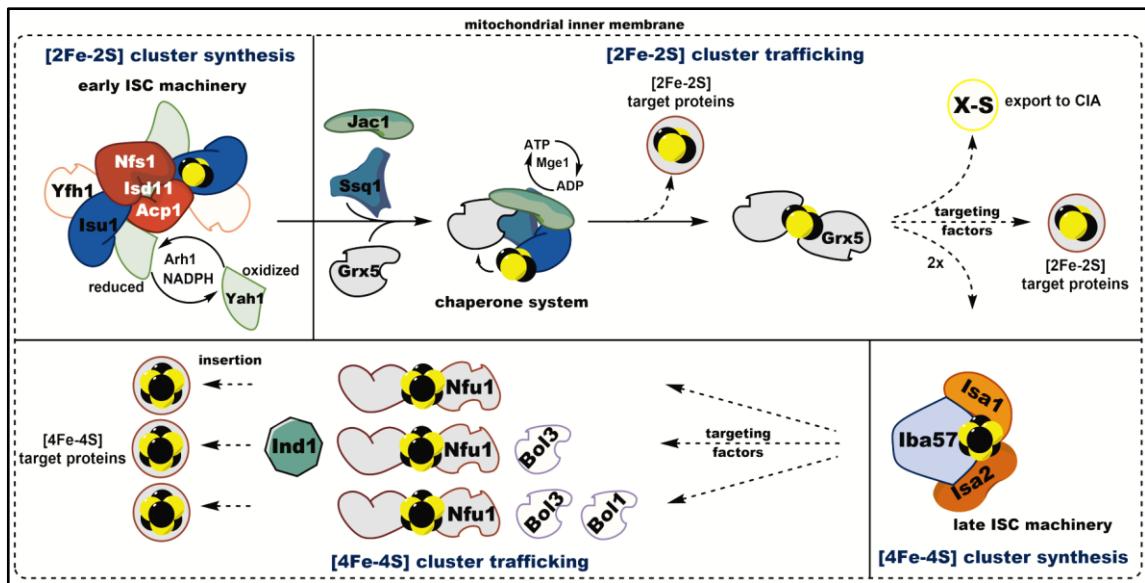 mitochondrial inner membrane
[2Fe-2S] cluster synthesis
early ISC machinery
Nfs1
Isd11
Acp1
Yfh1
Isu1
Arh1
NADPH
reduced
oxidized
Yah1
[2Fe-2S] cluster trafficking
Jac1
Ssq1
Grx5
ATP
Mge1
ADP
chaperone system
[2Fe-2S]
target proteins
Grx5
X-S
export to CIA
targeting
factors
2x
[2Fe-2S]
target proteins
insertion
[4Fe-4S]
target proteins
Ind1
Nfu1
Nfu1
Bol3
Nfu1
Bol3
Bol1
targeting
factors
[4Fe-4S] cluster trafficking
Isa1
Iba57
Isa2
late ISC machinery
[4Fe-4S] cluster synthesis